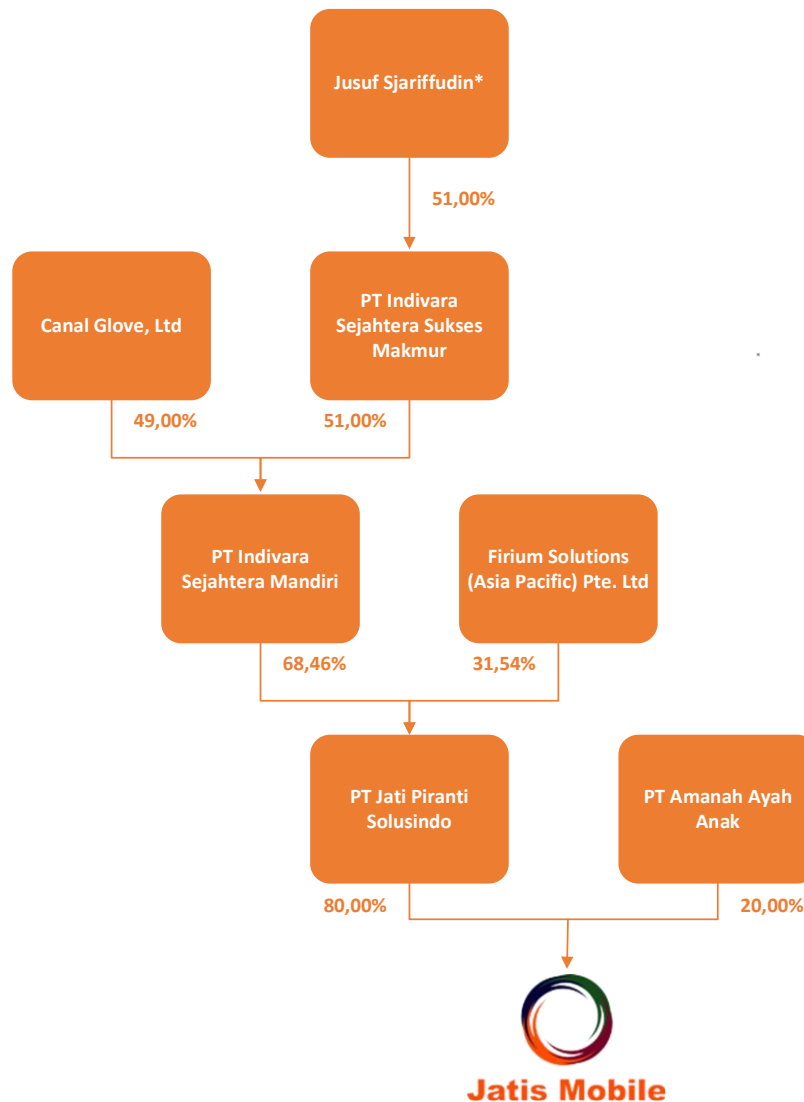 Jusuf Sjariffudin*
51,00%
Canal Glove, Ltd
PT Indivara
Sejahtera Sukses
Makmur
49,00%
51,00%
PT Indivara
Sejahtera Mandiri
Firium Solutions
(Asia Pacific) Pte. Ltd
68,46%
31,54%
PT Jati Piranti
Solusindo
PT Amanah Ayah
Anak
80,00%
20,00%
Jatis Mobile